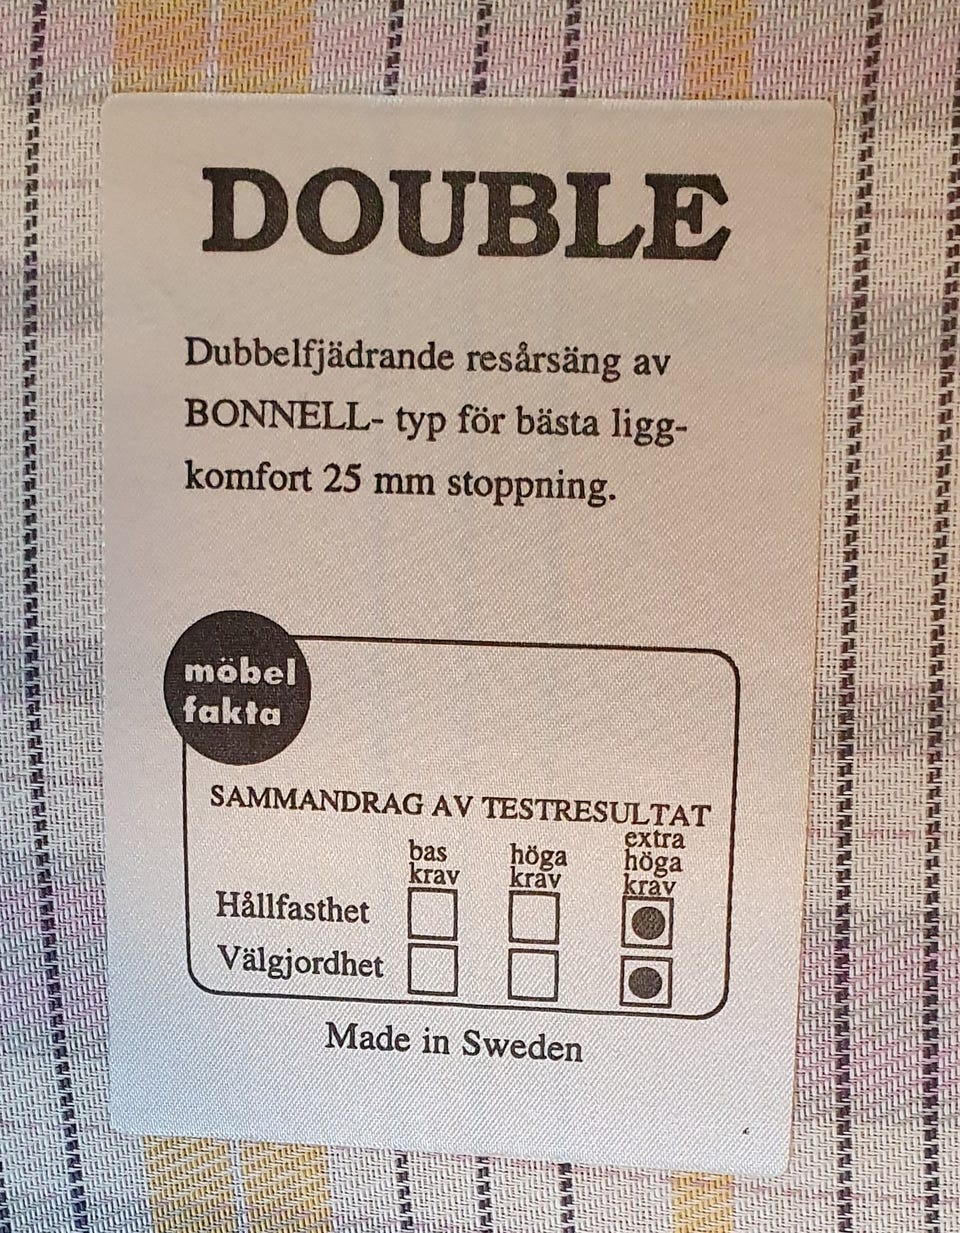 DOUBLE
Dubbelfjädrande resårsäng av
BONNELL- typ för bästa ligg-
komfort 25 mm stoppning.
möbel
fakta
SAMMANDRAG AV TESTRESULTAT
bas krav höga krav extra höga krav
Hållfasthet
Välgjordhet
Made in Sweden